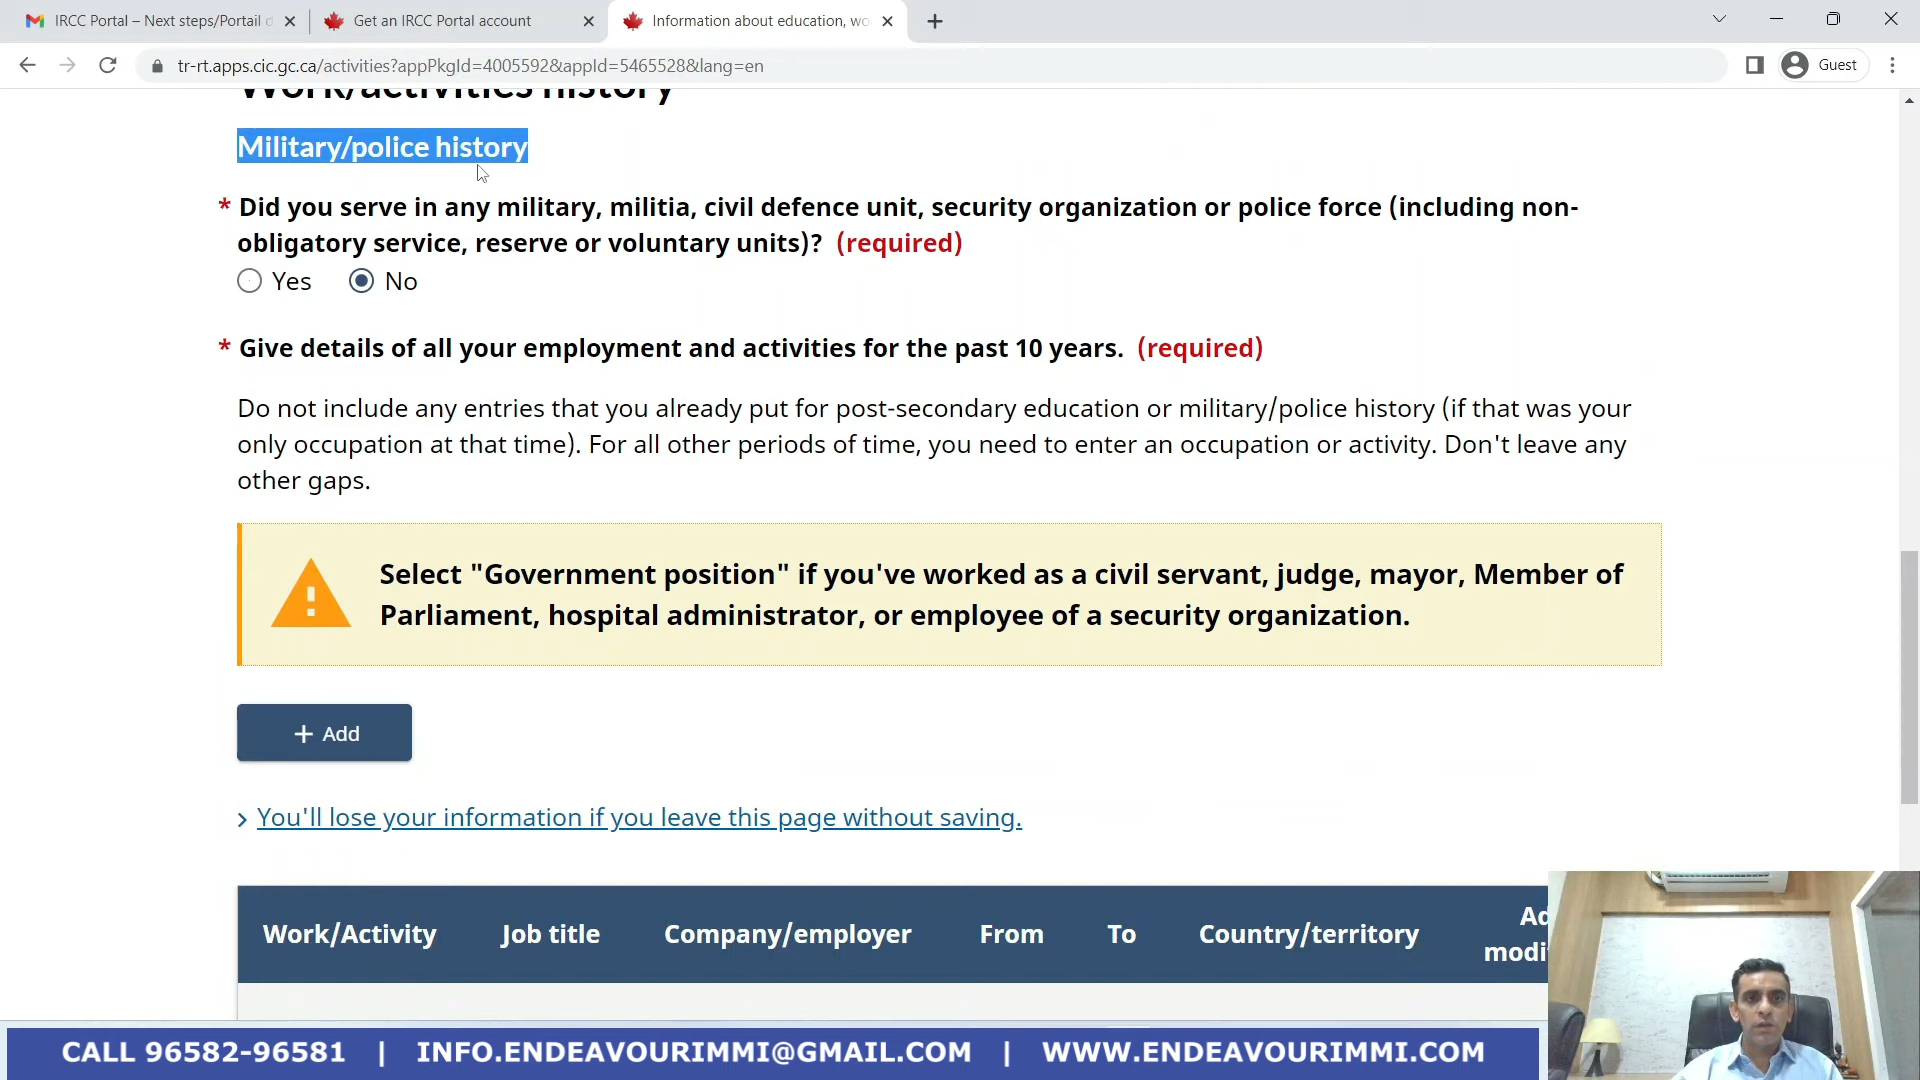 IRCC Portal – Next steps/Portail d
Get an IRCC Portal account
Information about education, wo
tr-rt.apps.cic.gc.ca/activities?appPkgId=4005592&appId=5465528&lang=en
Guest
Work/activities history
Military/police history
* Did you serve in any military, militia, civil defence unit, security organization or police force (including non-
obligatory service, reserve or voluntary units)? (required)
Yes No
* Give details of all your employment and activities for the past 10 years. (required)
Do not include any entries that you already put for post-secondary education or military/police history (if that was your
only occupation at that time). For all other periods of time, you need to enter an occupation or activity. Don't leave any
other gaps.
Select "Government position" if you've worked as a civil servant, judge, mayor, Member of
Parliament, hospital administrator, or employee of a security organization.
+ Add
You'll lose your information if you leave this page without saving.
Work/Activity Job title Company/employer From To Country/territory
CALL 96582-96581 | INFO.ENDEAVOURIMMI@GMAIL.COM | WWW.ENDEAVOURIMMI.COM